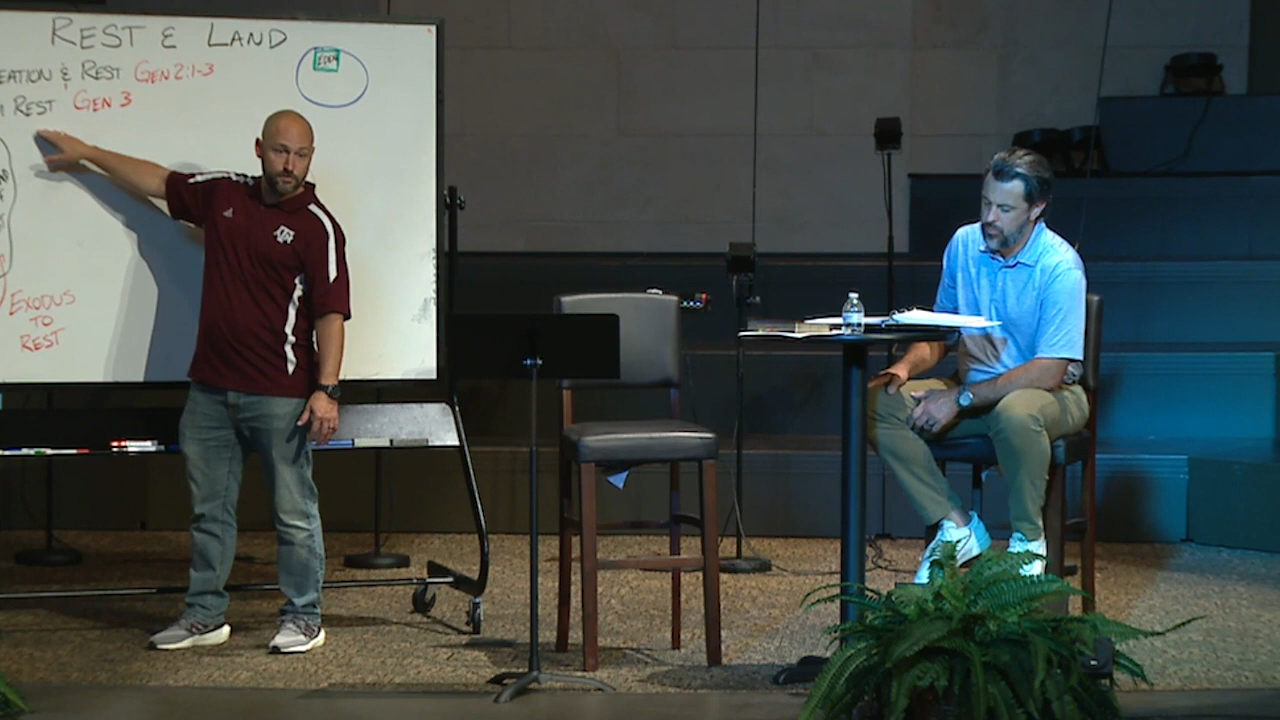 REST & LAND
EDEN
EATION & REST GEN 2:1-3
REST GEN 3
EXODUS
TO
REST